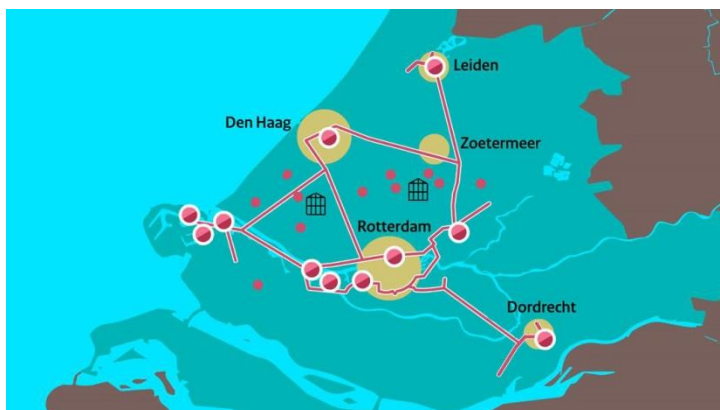 Leiden
Den Haag
Zoetermeer
Rotterdam
Dordrecht